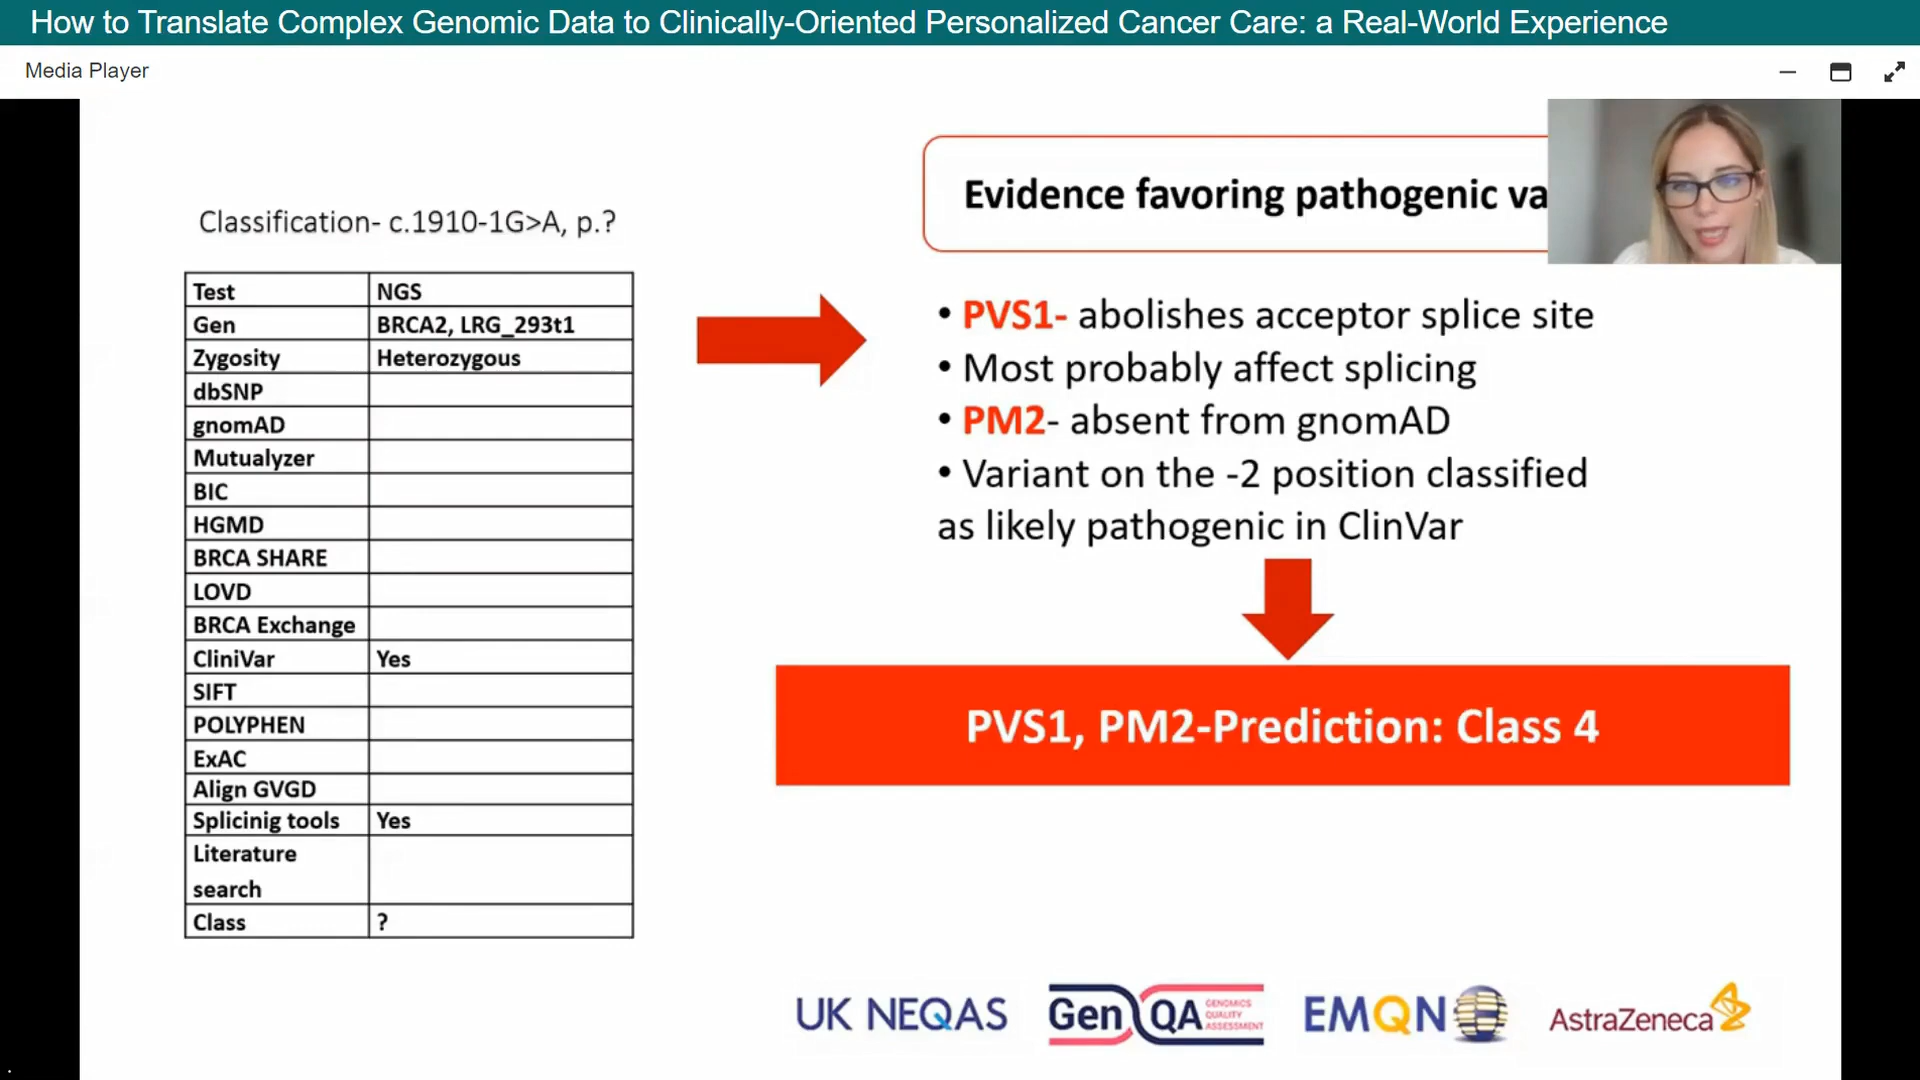 How to Translate Complex Genomic Data to Clinically-Oriented Personalized Cancer Care: a Real-World Experience
Media Player
Classification- c.1910-1G>A, p.?
Test NGS
Gen BRCA2, LRG_293t1
Zygosity Heterozygous
dbSNP
gnomAD
Mutualyzer
BIC
HGMD
BRCA SHARE
LOVD
BRCA Exchange
CliniVar Yes
SIFT
POLYPHEN
ExAC
Align GVGD
Splicinig tools Yes
Literature
search
Class ?
Evidence favoring pathogenic va
• PVS1- abolishes acceptor splice site
• Most probably affect splicing
• PM2- absent from gnomAD
• Variant on the -2 position classified
as likely pathogenic in ClinVar
PVS1, PM2-Prediction: Class 4
UK NEQAS
GenQA GENOMICS QUALITY ASSESSMENT
EMQN
AstraZeneca